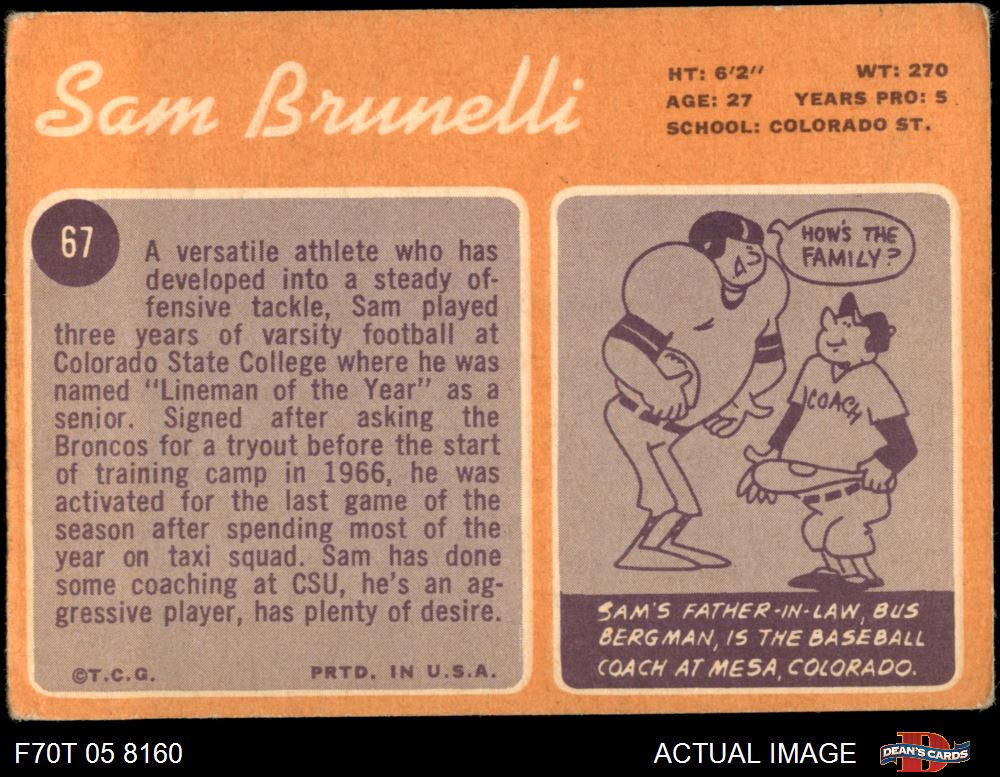 Sam Brunelli
HT: 6'2" WT: 270
AGE: 27 YEARS PRO: 5
SCHOOL: COLORADO ST.
67
A versatile athlete who has
developed into a steady of-
fensive tackle, Sam played
three years of varsity football at
Colorado State College where he was
named "Lineman of the Year" as a
senior. Signed after asking the
Broncos for a tryout before the start
of training camp in 1966, he was
activated for the last game of the
season after spending most of the
year on taxi squad. Sam has done
some coaching at CSU, he's an ag-
gressive player, has plenty of desire.
©T.C.G. PRTD. IN U.S.A.
HOW'S THE
FAMILY?
COACH
SAM'S FATHER-IN-LAW, BUS
BERGMAN, IS THE BASEBALL
COACH AT MESA, COLORADO.
F70T 05 8160
ACTUAL IMAGE
D
DEAN'S CARDS